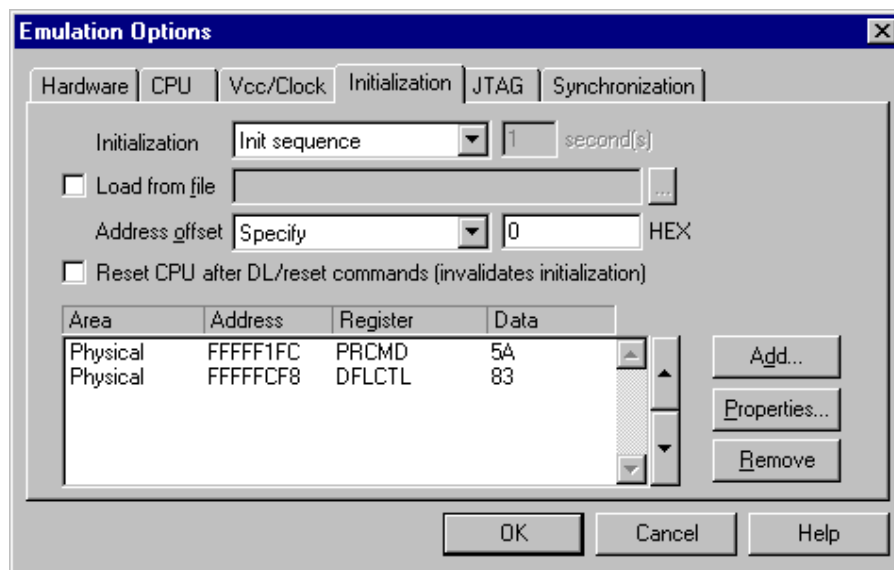 Emulation Options
Hardware CPU Vcc/Clock Initialization JTAG Synchronization
Initialization Init sequence 1 second(s)
Load from file ...
Address offset Specify 0 HEX
Reset CPU after DL/reset commands (invalidates initialization)
Area Address Register Data
Physical FFFFF1FC PRCMD 5A
Physical FFFFFCF8 DFLCTL 83
Add...
Properties...
Remove
OK Cancel Help